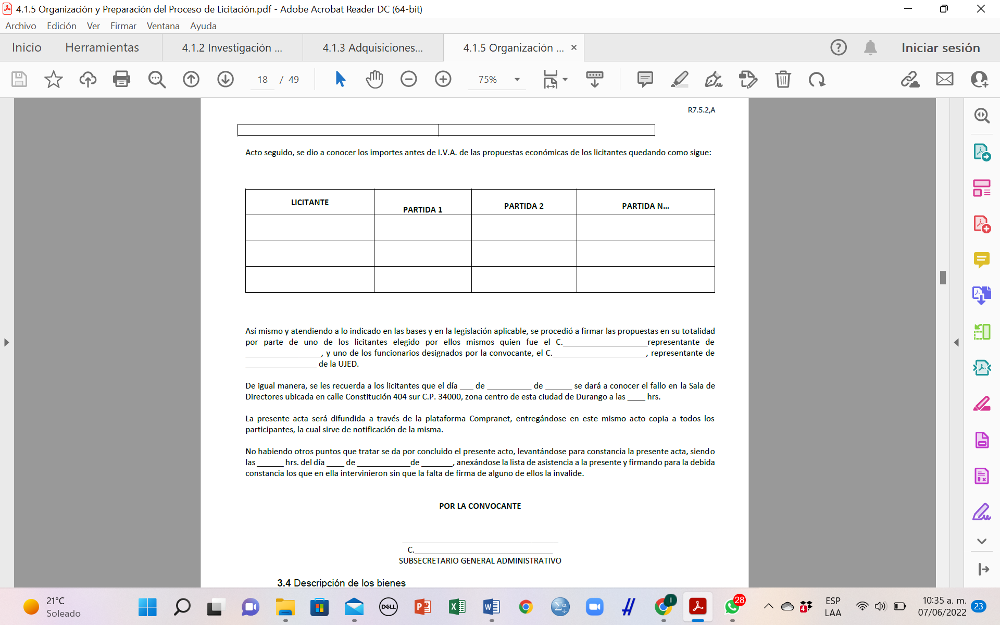 4.1.5 Organización y Preparación del Proceso de Licitación.pdf - Adobe Acrobat Reader DC (64-bit)
Archivo Edición Ver Firmar Ventana Ayuda
Inicio Herramientas 4.1.2 Investigación ... 4.1.3 Adquisiciones... 4.1.5 Organización ... × Iniciar sesión
18 / 49 75%
R7.5.2,A
Acto seguido, se dio a conocer los importes antes de I.V.A. de las propuestas económicas de los licitantes quedando como sigue:
LICITANTE PARTIDA 1 PARTIDA 2 PARTIDA N...
Así mismo y atendiendo a lo indicado en las bases y en la legislación aplicable, se procedió a firmar las propuestas en su totalidad
por parte de uno de los licitantes elegido por ellos mismos quien fue el C.___________________representante de
_________________, y uno de los funcionarios designados por la convocante, el C._____________________, representante de
________________ de la UJED.
De igual manera, se les recuerda a los licitantes que el día ___ de __________ de ______ se dará a conocer el fallo en la Sala de
Directores ubicada en calle Constitución 404 sur C.P. 34000, zona centro de esta ciudad de Durango a las ____ hrs.
La presente acta será difundida a través de la plataforma Compranet, entregándose en este mismo acto copia a todos los
participantes, la cual sirve de notificación de la misma.
No habiendo otros puntos que tratar se da por concluido el presente acto, levantándose para constancia la presente acta, siendo
las ______ hrs. del día ____ de ____________de _______, anexándose la lista de asistencia a la presente y firmando para la debida
constancia los que en ella intervinieron sin que la falta de firma de alguno de ellos la invalide.
POR LA CONVOCANTE
___________________________________
C._______________________________
SUBSECRETARIO GENERAL ADMINISTRATIVO
3.4 Descripción de los bienes
21°C
Soleado
DELL
28
4
ESP
LAA
10:35 a. m.
07/06/2022
23